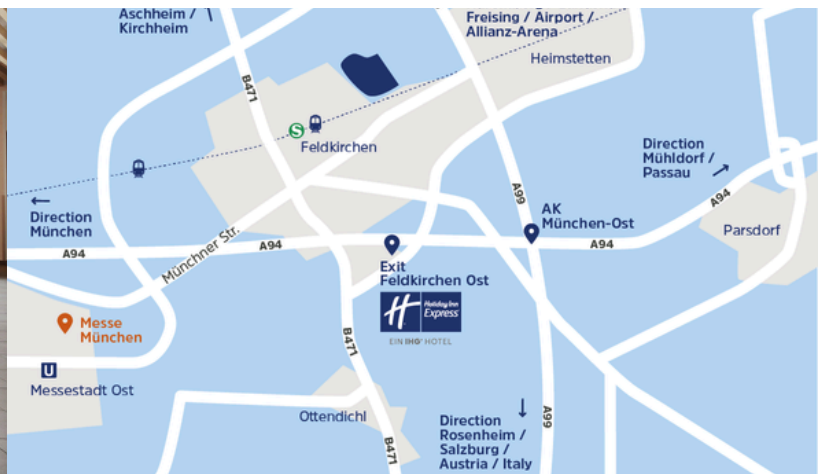 Aschheim /
Kirchheim
Freising / Airport /
Allianz-Arena
Heimstetten
B471
S
Feldkirchen
A99
Direction
Mühldorf /
Passau
A94
Direction
München
A94
Münchner Str.
A94
Exit
Feldkirchen Ost
AK
München-Ost
A94
Parsdorf
H Holiday Inn
Express
EIN IHG® HOTEL
Messe
München
U
Messestadt Ost
B471
Ottendichl
B471
Direction
Rosenheim /
Salzburg /
Austria / Italy
A99